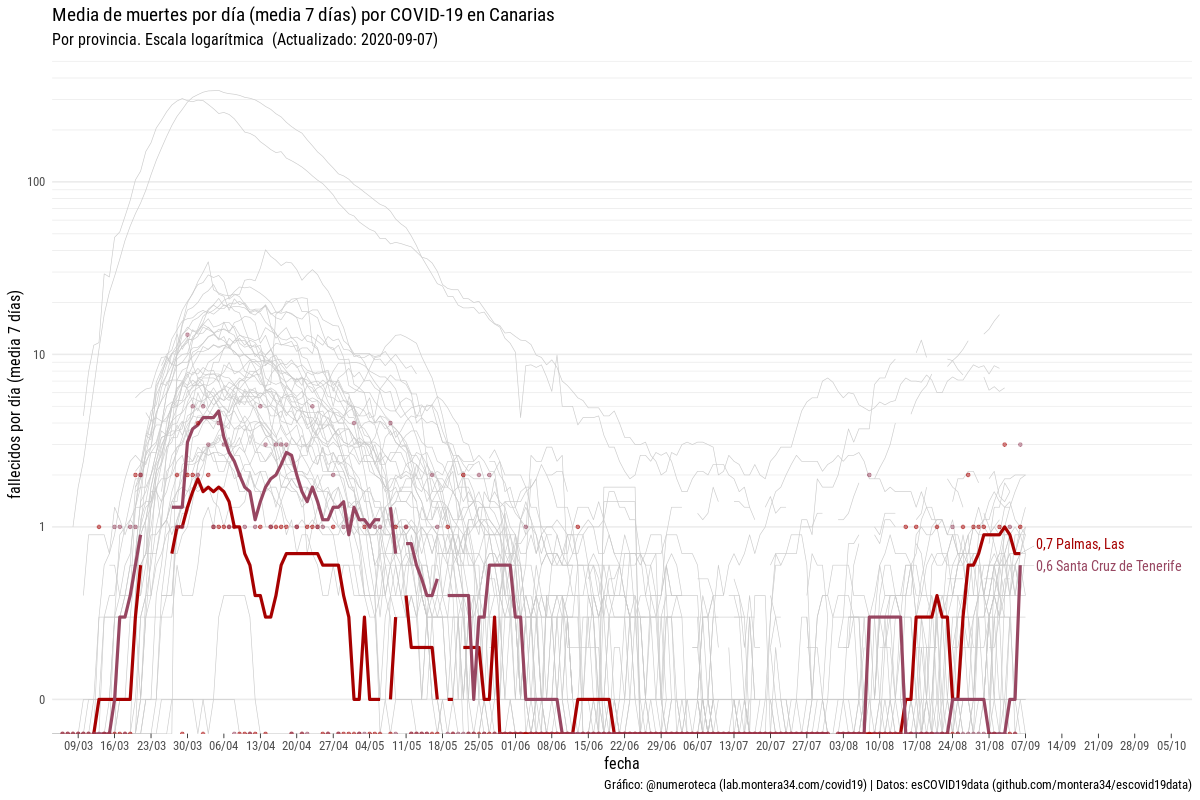 Media de muertes por día (media 7 días) por COVID-19 en Canarias
Por provincia. Escala logarítmica  (Actualizado: 2020-09-07)
fallecidos por día (media 7 días)
100
10
1
0
0,7 Palmas, Las
0,6 Santa Cruz de Tenerife
09/03 16/03 23/03 30/03 06/04 13/04 20/04 27/04 04/05 11/05 18/05 25/05 01/06 08/06 15/06 22/06 29/06 06/07 13/07 20/07 27/07 03/08 10/08 17/08 24/08 31/08 07/09 14/09 21/09 28/09 05/10
fecha
Gráfico: @numeroteca (lab.montera34.com/covid19) | Datos: esCOVID19data (github.com/montera34/escovid19data)